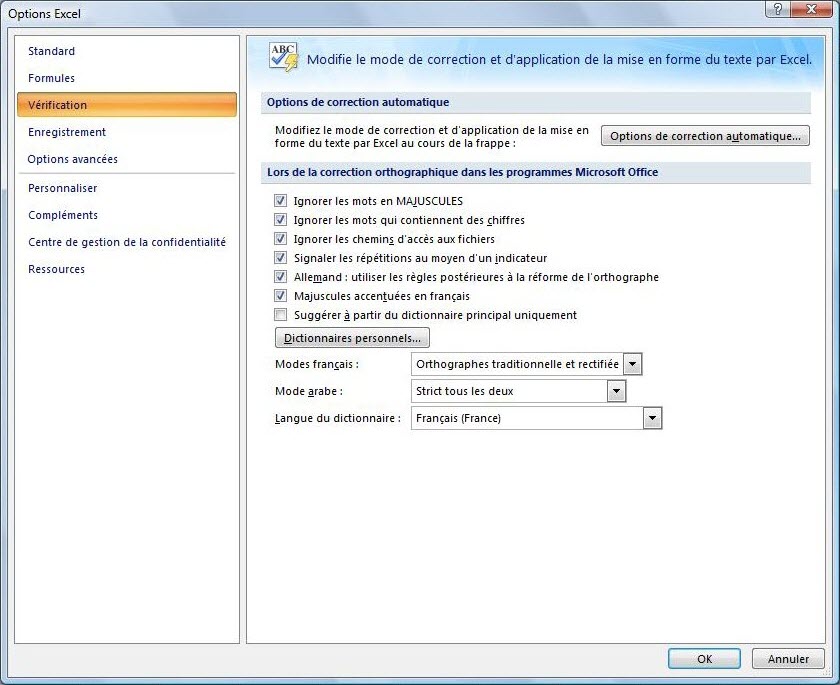 Options Excel
Standard
Formules
Vérification
Enregistrement
Options avancées
Personnaliser
Compléments
Centre de gestion de la confidentialité
Ressources
ABC
Modifie le mode de correction et d'application de la mise en forme du texte par Excel.
Options de correction automatique
Modifiez le mode de correction et d'application de la mise en
forme du texte par Excel au cours de la frappe :
Options de correction automatique...
Lors de la correction orthographique dans les programmes Microsoft Office
Ignorer les mots en MAJUSCULES
Ignorer les mots qui contiennent des chiffres
Ignorer les chemins d'accès aux fichiers
Signaler les répétitions au moyen d'un indicateur
Allemand : utiliser les règles postérieures à la réforme de l'orthographe
Majuscules accentuées en français
Suggérer à partir du dictionnaire principal uniquement
Dictionnaires personnels...
Modes français : Orthographes traditionnelle et rectifiée
Mode arabe : Strict tous les deux
Langue du dictionnaire : Français (France)
OK Annuler